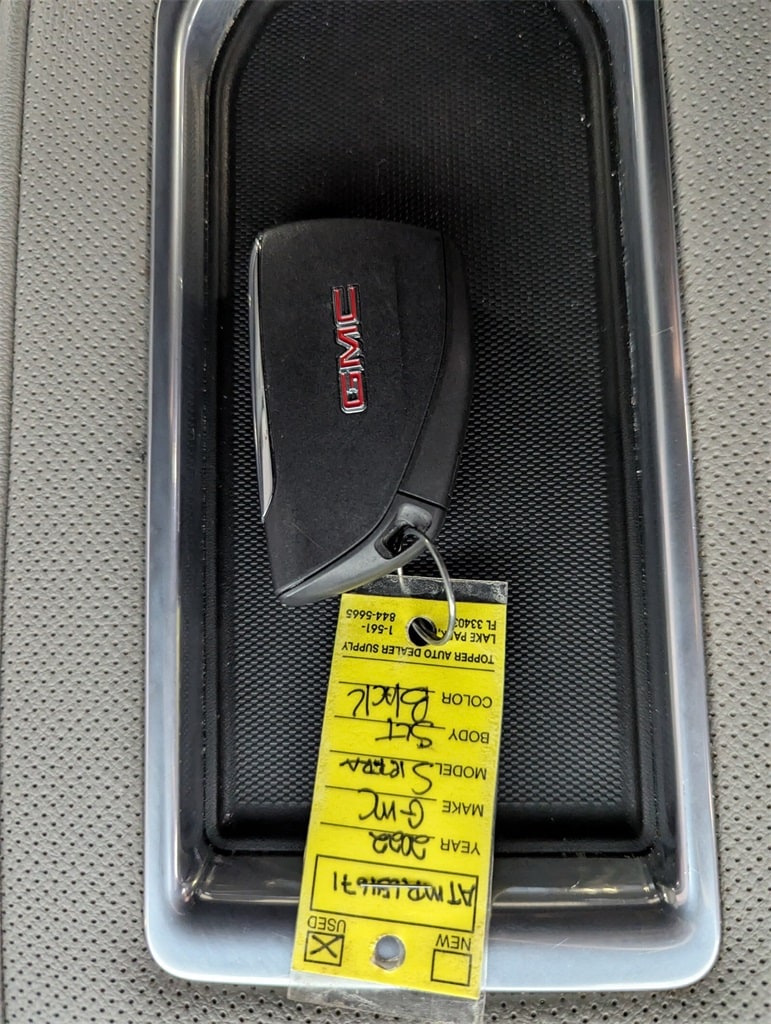 GMC
NEW USED
YEAR 2022
MAKE GMC
MODEL SIERRA
BODY SLT
COLOR Black
TOPPER AUTO DEALER SUPPLY
LAKE 1-561-
FL 33403 844-5665